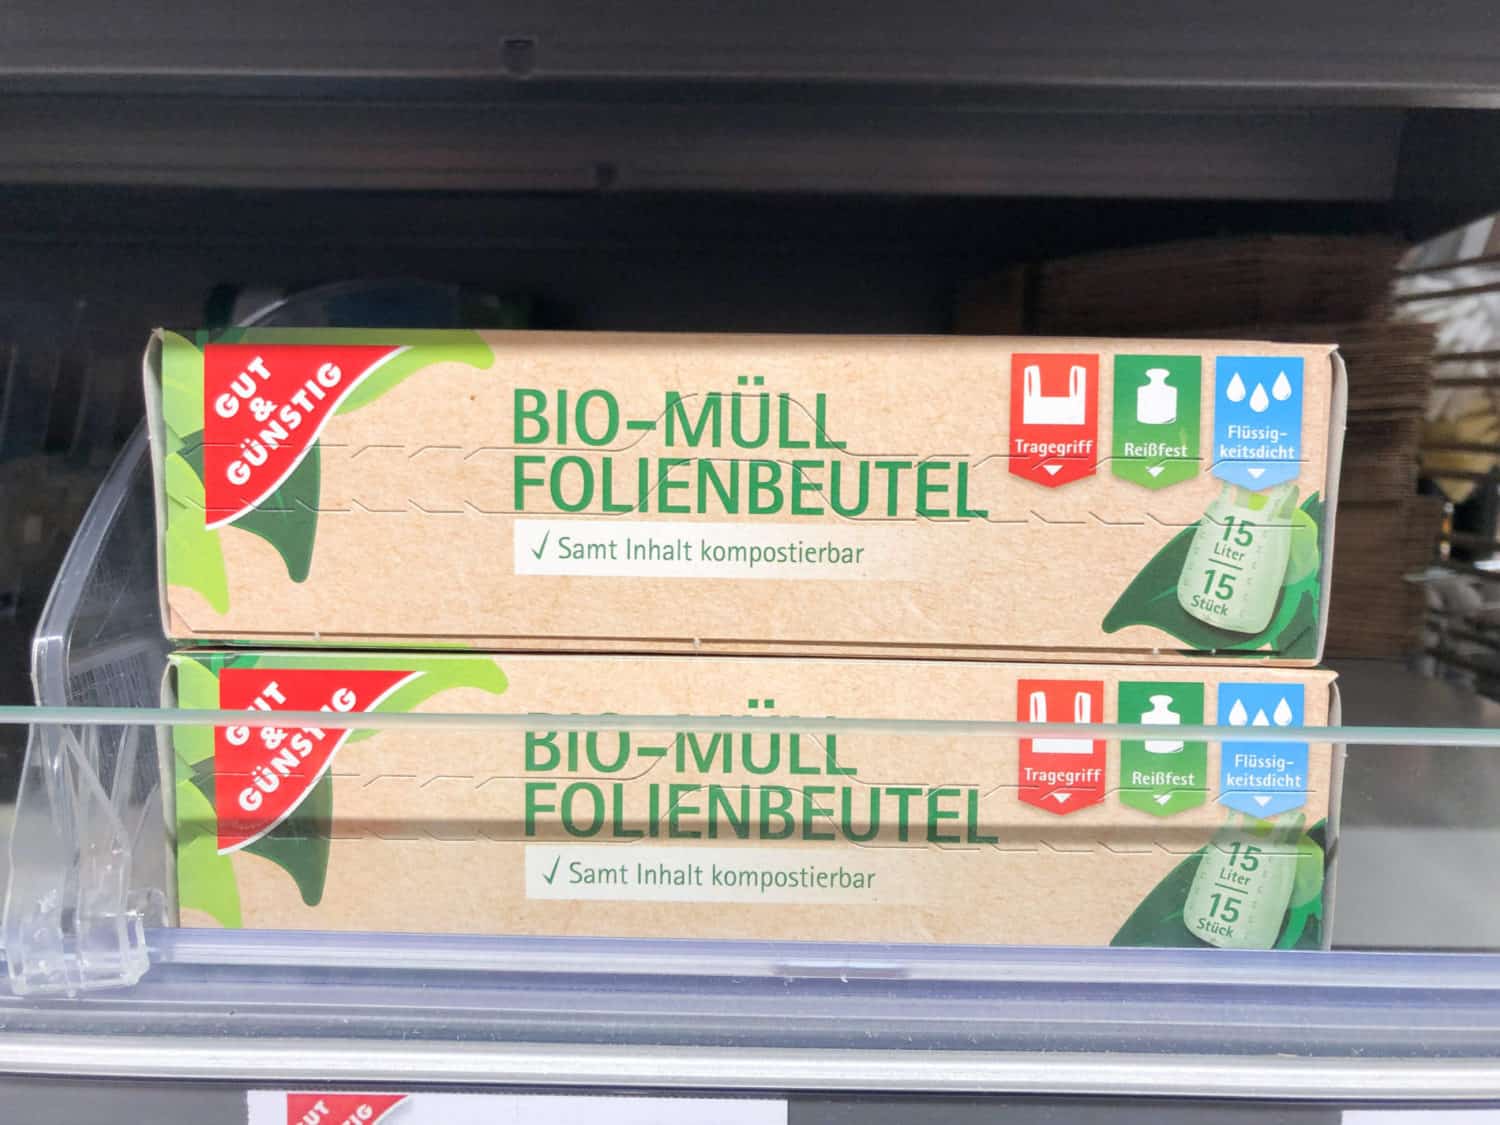 GUT
&
GÜNSTIG
BIO-MÜLL
FOLIENBEUTEL
✓ Samt Inhalt kompostierbar
Tragegriff
Reißfest
Flüssig-
keitsdicht
15
Liter
15
Stück
GUT
&
GÜNSTIG
BIO-MÜLL
FOLIENBEUTEL
✓ Samt Inhalt kompostierbar
Tragegriff
Reißfest
Flüssig-
keitsdicht
15
Liter
15
Stück